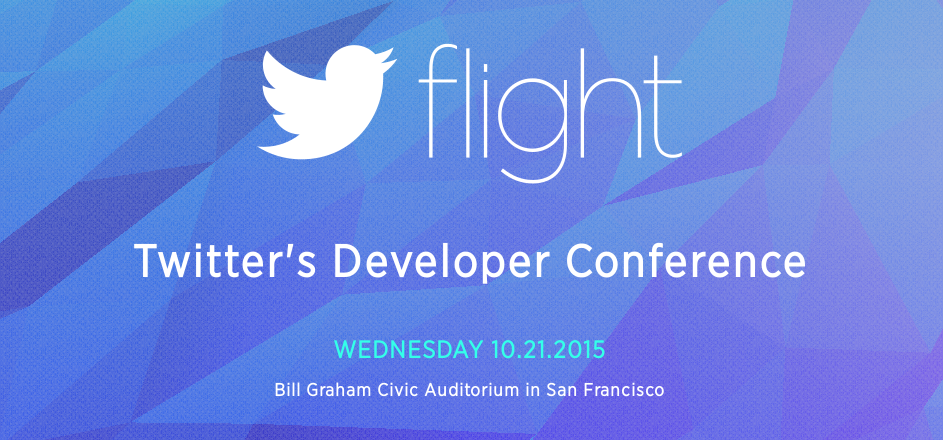 flight
Twitter's Developer Conference
WEDNESDAY 10.21.2015
Bill Graham Civic Auditorium in San Francisco